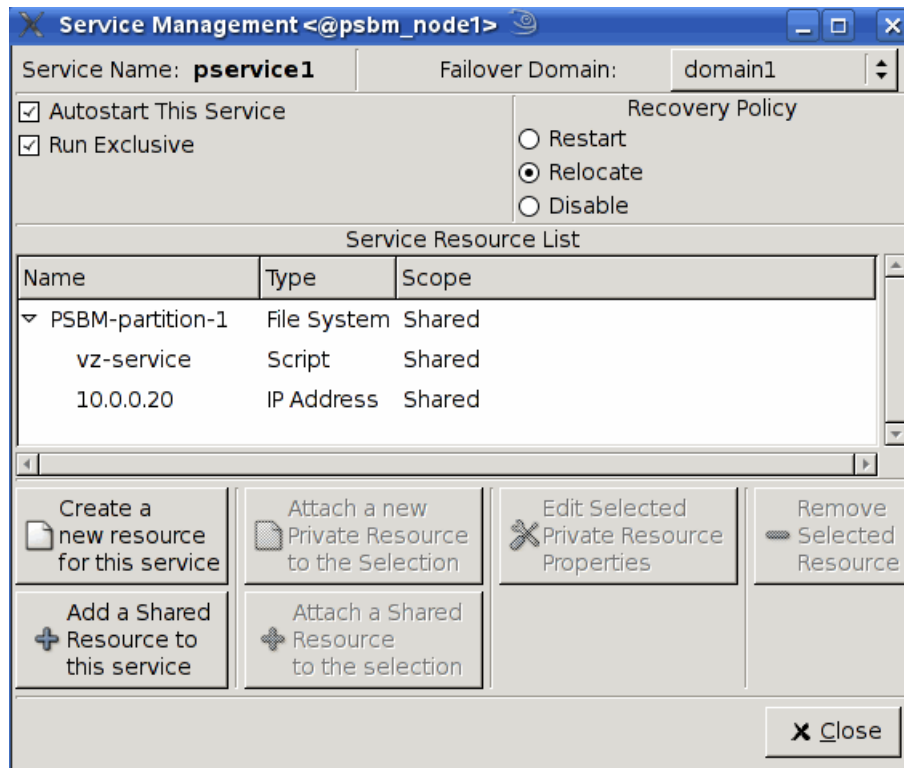 Service Management <@psbm_node1>
Service Name: pservice1 Failover Domain: domain1
Autostart This Service
Run Exclusive
Recovery Policy
Restart
Relocate
Disable
Service Resource List
Name Type Scope
PSBM-partition-1 File System Shared
vz-service Script Shared
10.0.0.20 IP Address Shared
Create a
new resource
for this service
Attach a new
Private Resource
to the Selection
Edit Selected
Private Resource
Properties
Remove
Selected
Resource
Add a Shared
Resource to
this service
Attach a Shared
Resource
to the selection
Close